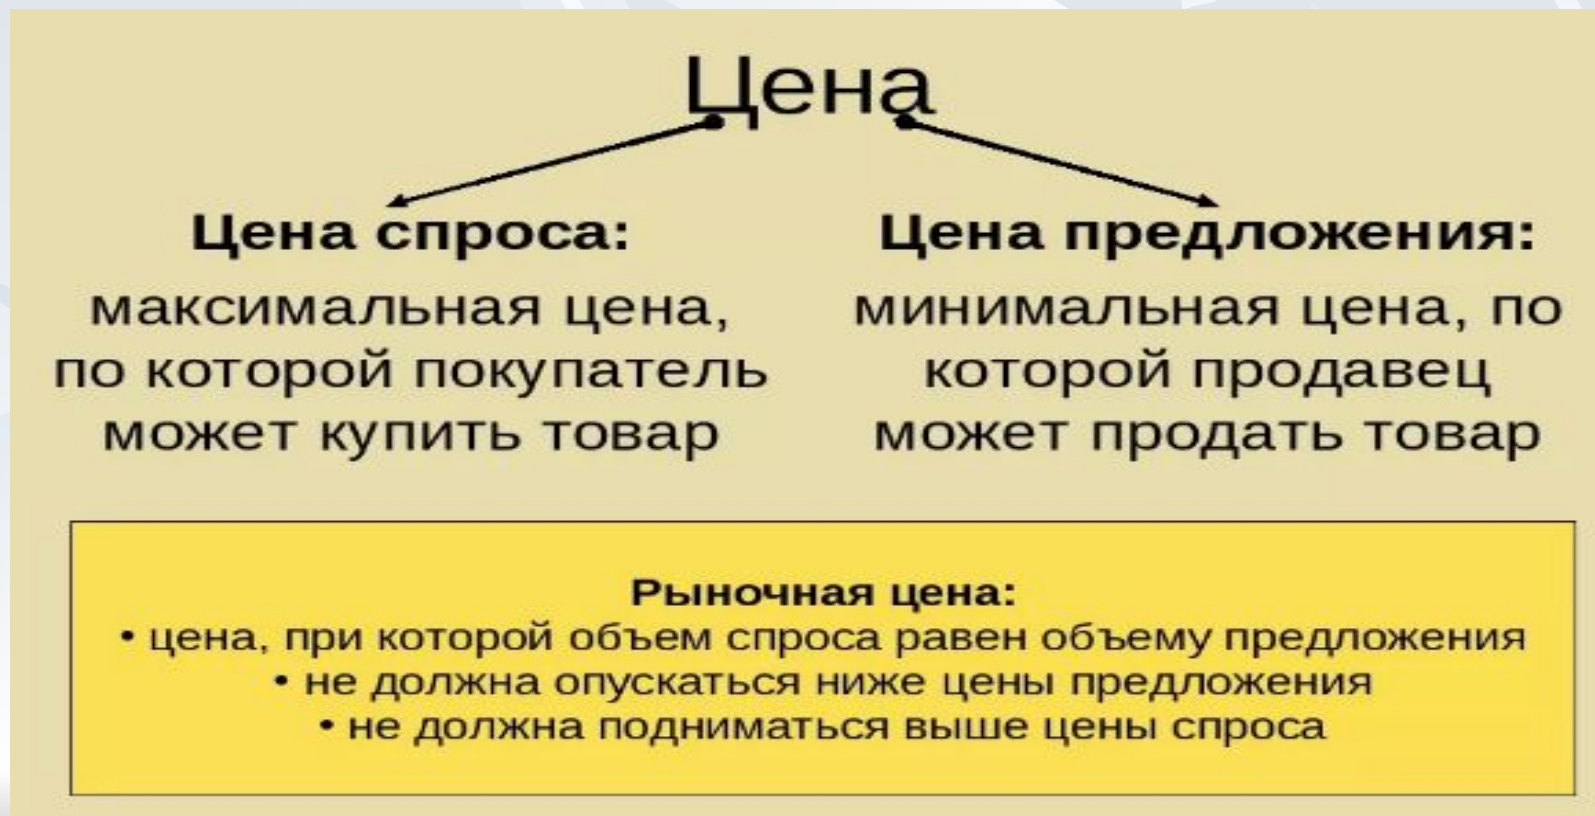 Цена
Цена спроса:
максимальная цена,
по которой покупатель
может купить товар
Цена предложения:
минимальная цена, по
которой продавец
может продать товар
Рыночная цена:
• цена, при которой объем спроса равен объему предложения
• не должна опускаться ниже цены предложения
• не должна подниматься выше цены спроса